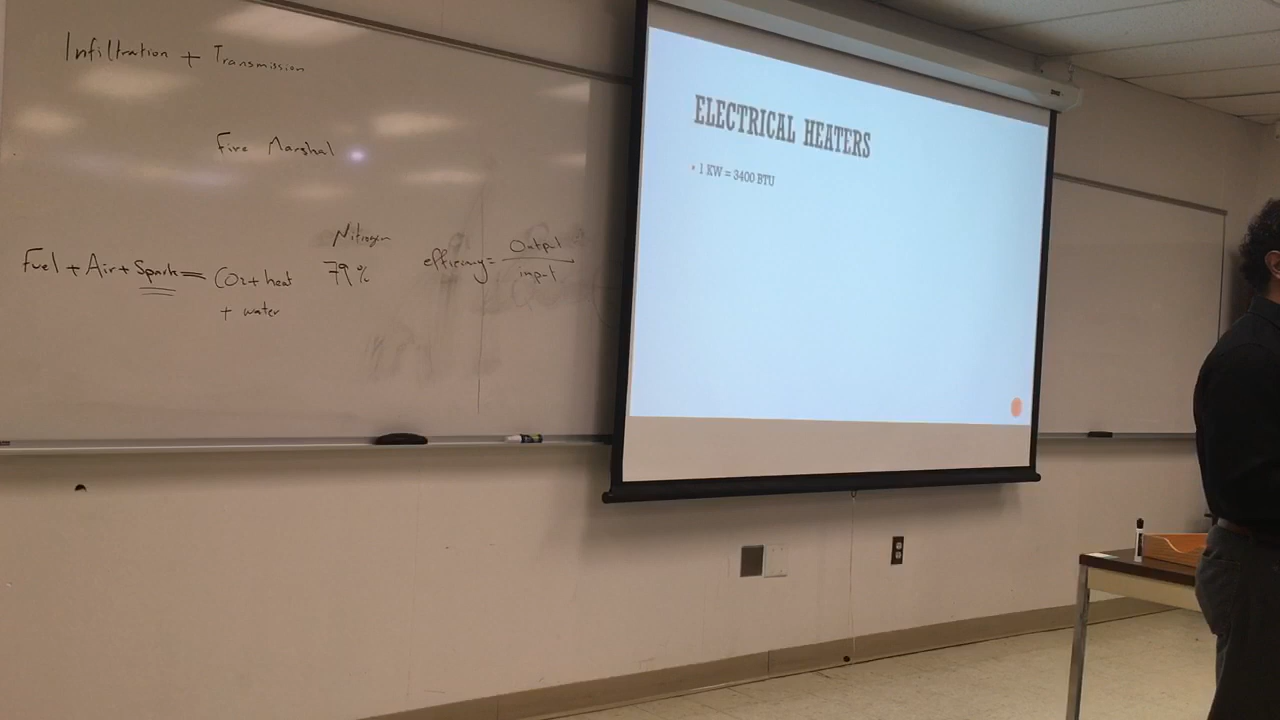 Infiltration + Transmission
Fire Marshal
Nitrogen
79%
Fuel + Air + Spark = CO2 + heat
+ water
efficiency = Output
input
ELECTRICAL HEATERS
• 1 KW = 3400 BTU